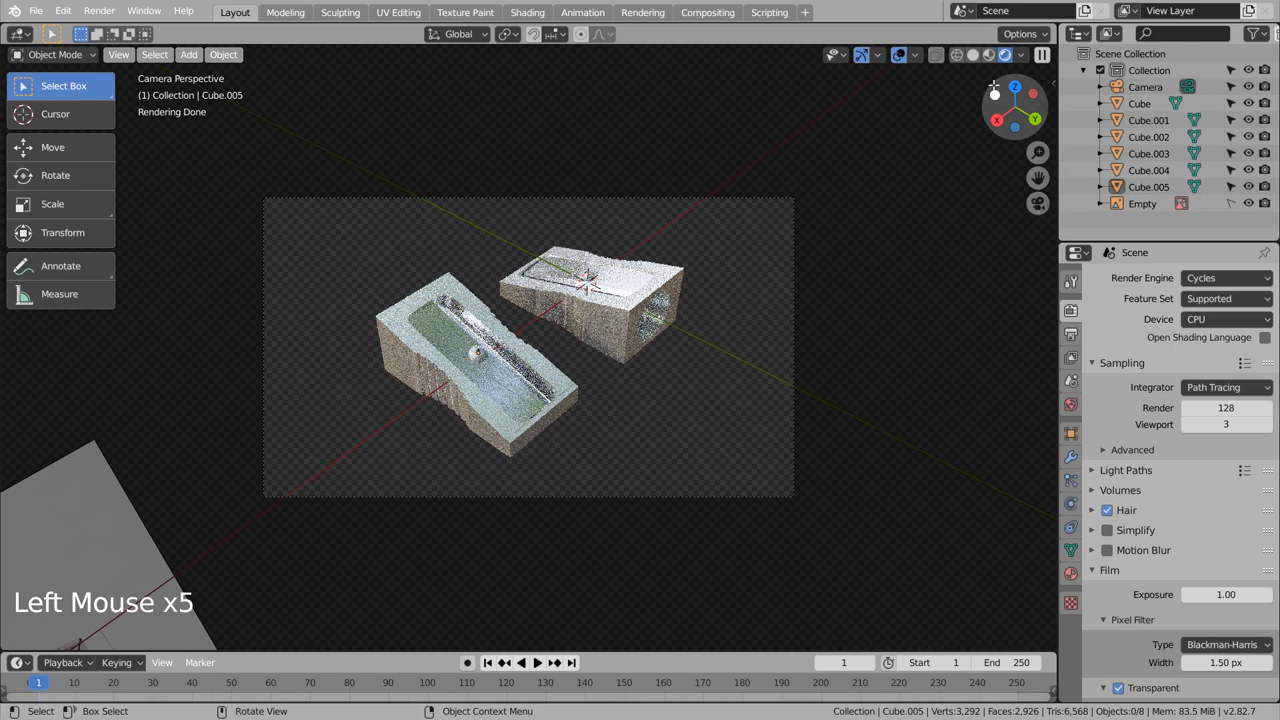 File Edit Render Window Help
Layout Modeling Sculpting UV Editing Texture Paint Shading Animation Rendering Compositing Scripting +
Scene
View Layer
Global
Options
Object Mode View Select Add Object
Select Box
Cursor
Move
Rotate
Scale
Transform
Annotate
Measure
Camera Perspective
(1) Collection | Cube.005
Rendering Done
Z
X
Y
Left Mouse x5
Scene Collection
Collection
Camera
Cube
Cube.001
Cube.002
Cube.003
Cube.004
Cube.005
Empty
Scene
Render Engine Cycles
Feature Set Supported
Device CPU
Open Shading Language
Sampling
Integrator Path Tracing
Render 128
Viewport 3
Advanced
Light Paths
Volumes
Hair
Simplify
Motion Blur
Film
Exposure 1.00
Pixel Filter
Type Blackman-Harris
Width 1.50 px
Transparent
Playback Keying View Marker
1 Start 1 End 250
1 10 20 30 40 50 60 70 80 90 100 110 120 130 140 150 160 170 180 190 200 210 220 230 240 250
Select Box Select Rotate View Object Context Menu
Collection | Cube.005 | Verts:3,292 | Faces:2,926 | Tris:6,568 | Objects:0/8 | Mem: 83.5 MiB | v2.82.7